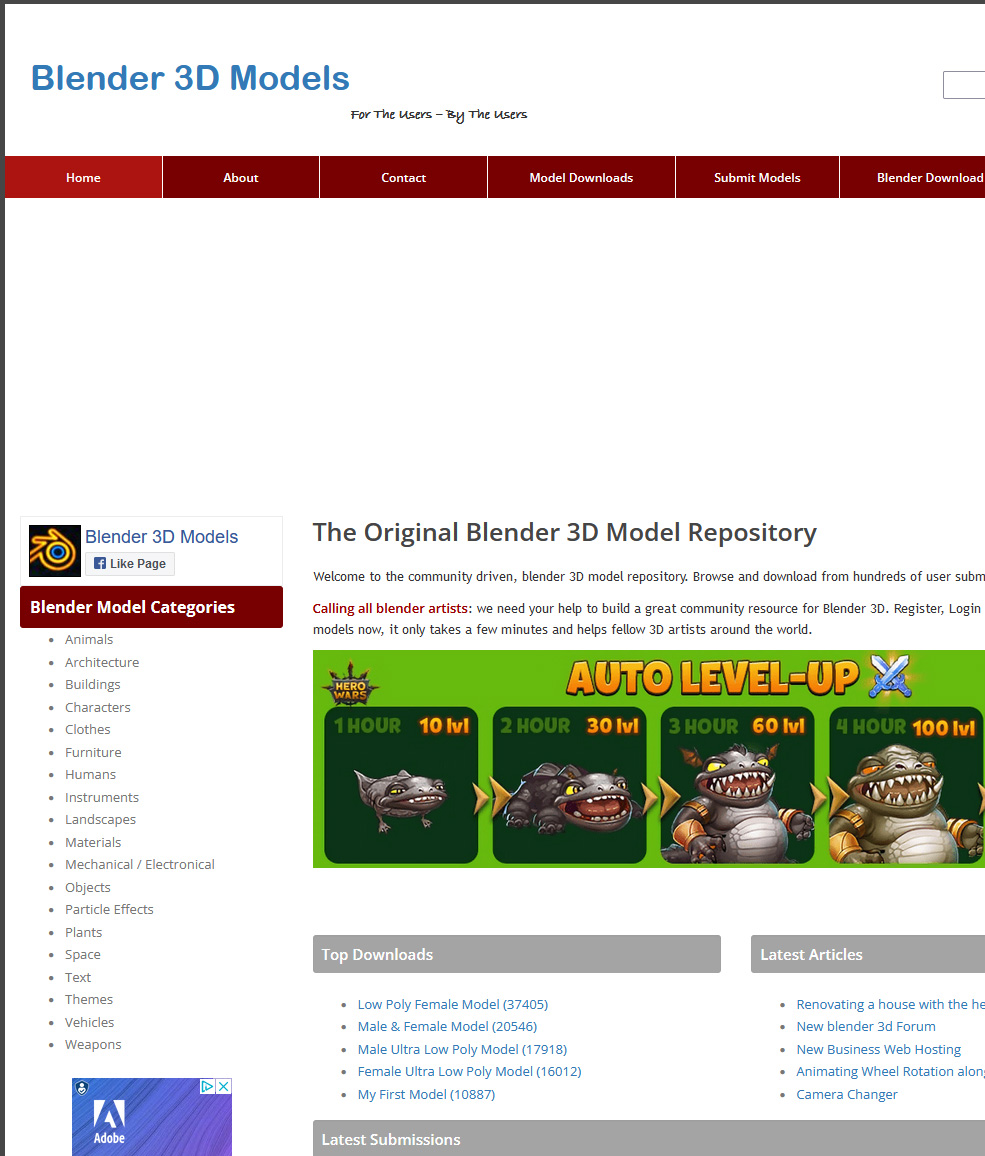 Blender 3D Models
For The Users – By The Users
Home
About
Contact
Model Downloads
Submit Models
Blender Download
Blender 3D Models
Like Page
Blender Model Categories
Animals
Architecture
Buildings
Characters
Clothes
Furniture
Humans
Instruments
Landscapes
Materials
Mechanical / Electronical
Objects
Particle Effects
Plants
Space
Text
Themes
Vehicles
Weapons
Adobe
The Original Blender 3D Model Repository
Welcome to the community driven, blender 3D model repository. Browse and download from hundreds of user subm
Calling all blender artists: we need your help to build a great community resource for Blender 3D. Register, Login
models now, it only takes a few minutes and helps fellow 3D artists around the world.
HERO
WARS
AUTO LEVEL-UP
1 HOUR 10 lvl
2 HOUR 30 lvl
3 HOUR 60 lvl
4 HOUR 100 lvl
Top Downloads
Low Poly Female Model (37405)
Male & Female Model (20546)
Male Ultra Low Poly Model (17918)
Female Ultra Low Poly Model (16012)
My First Model (10887)
Latest Articles
Renovating a house with the he
New blender 3d Forum
New Business Web Hosting
Animating Wheel Rotation along
Camera Changer
Latest Submissions